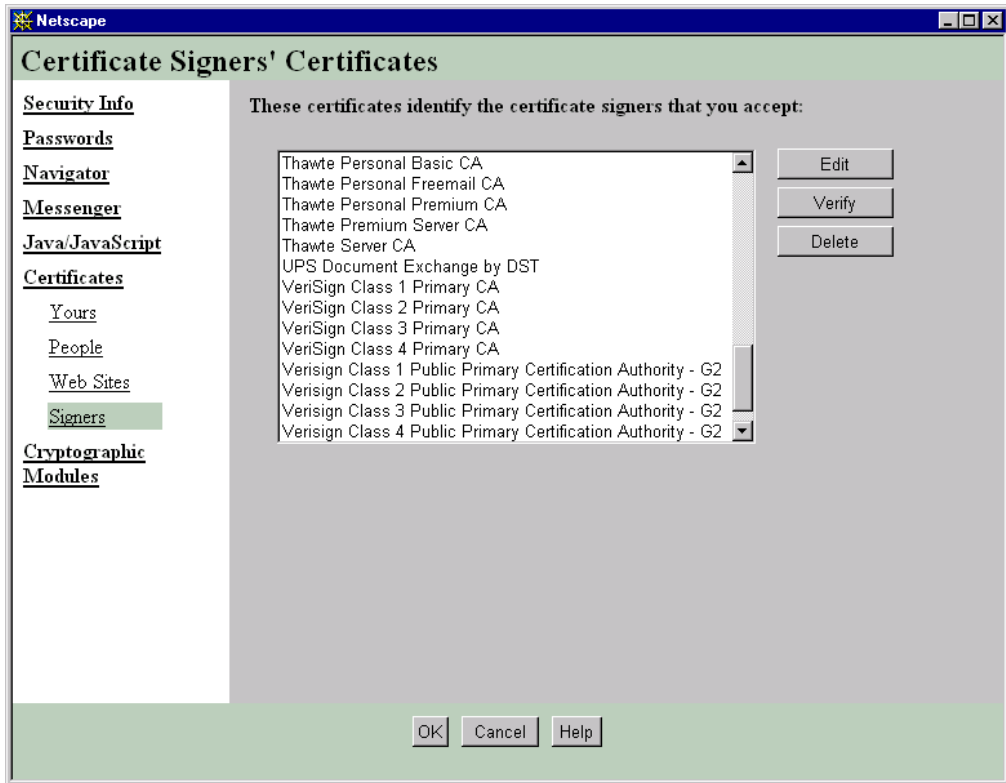 Netscape
Certificate Signers' Certificates
Security Info
Passwords
Navigator
Messenger
Java/JavaScript
Certificates
Yours
People
Web Sites
Signers
Cryptographic
Modules
These certificates identify the certificate signers that you accept:
Thawte Personal Basic CA
Thawte Personal Freemail CA
Thawte Personal Premium CA
Thawte Premium Server CA
Thawte Server CA
UPS Document Exchange by DST
VeriSign Class 1 Primary CA
VeriSign Class 2 Primary CA
VeriSign Class 3 Primary CA
VeriSign Class 4 Primary CA
Verisign Class 1 Public Primary Certification Authority - G2
Verisign Class 2 Public Primary Certification Authority - G2
Verisign Class 3 Public Primary Certification Authority - G2
Verisign Class 4 Public Primary Certification Authority - G2
Edit
Verify
Delete
OK Cancel Help